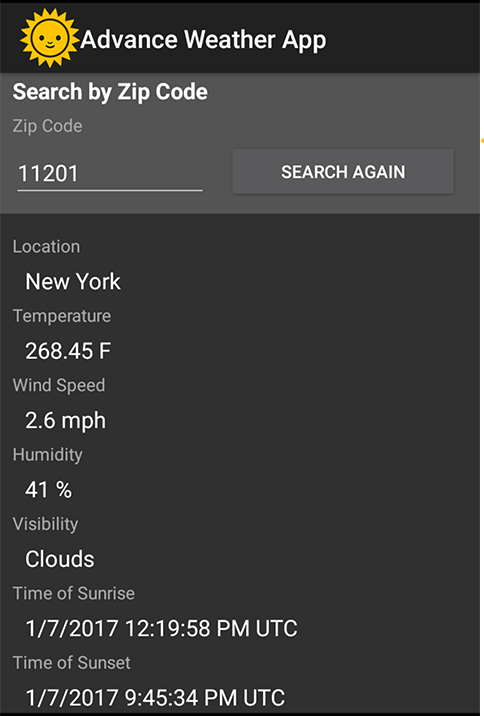 Advance Weather App
Search by Zip Code
Zip Code
11201
SEARCH AGAIN
Location
New York
Temperature
268.45 F
Wind Speed
2.6 mph
Humidity
41 %
Visibility
Clouds
Time of Sunrise
1/7/2017 12:19:58 PM UTC
Time of Sunset
1/7/2017 9:45:34 PM UTC